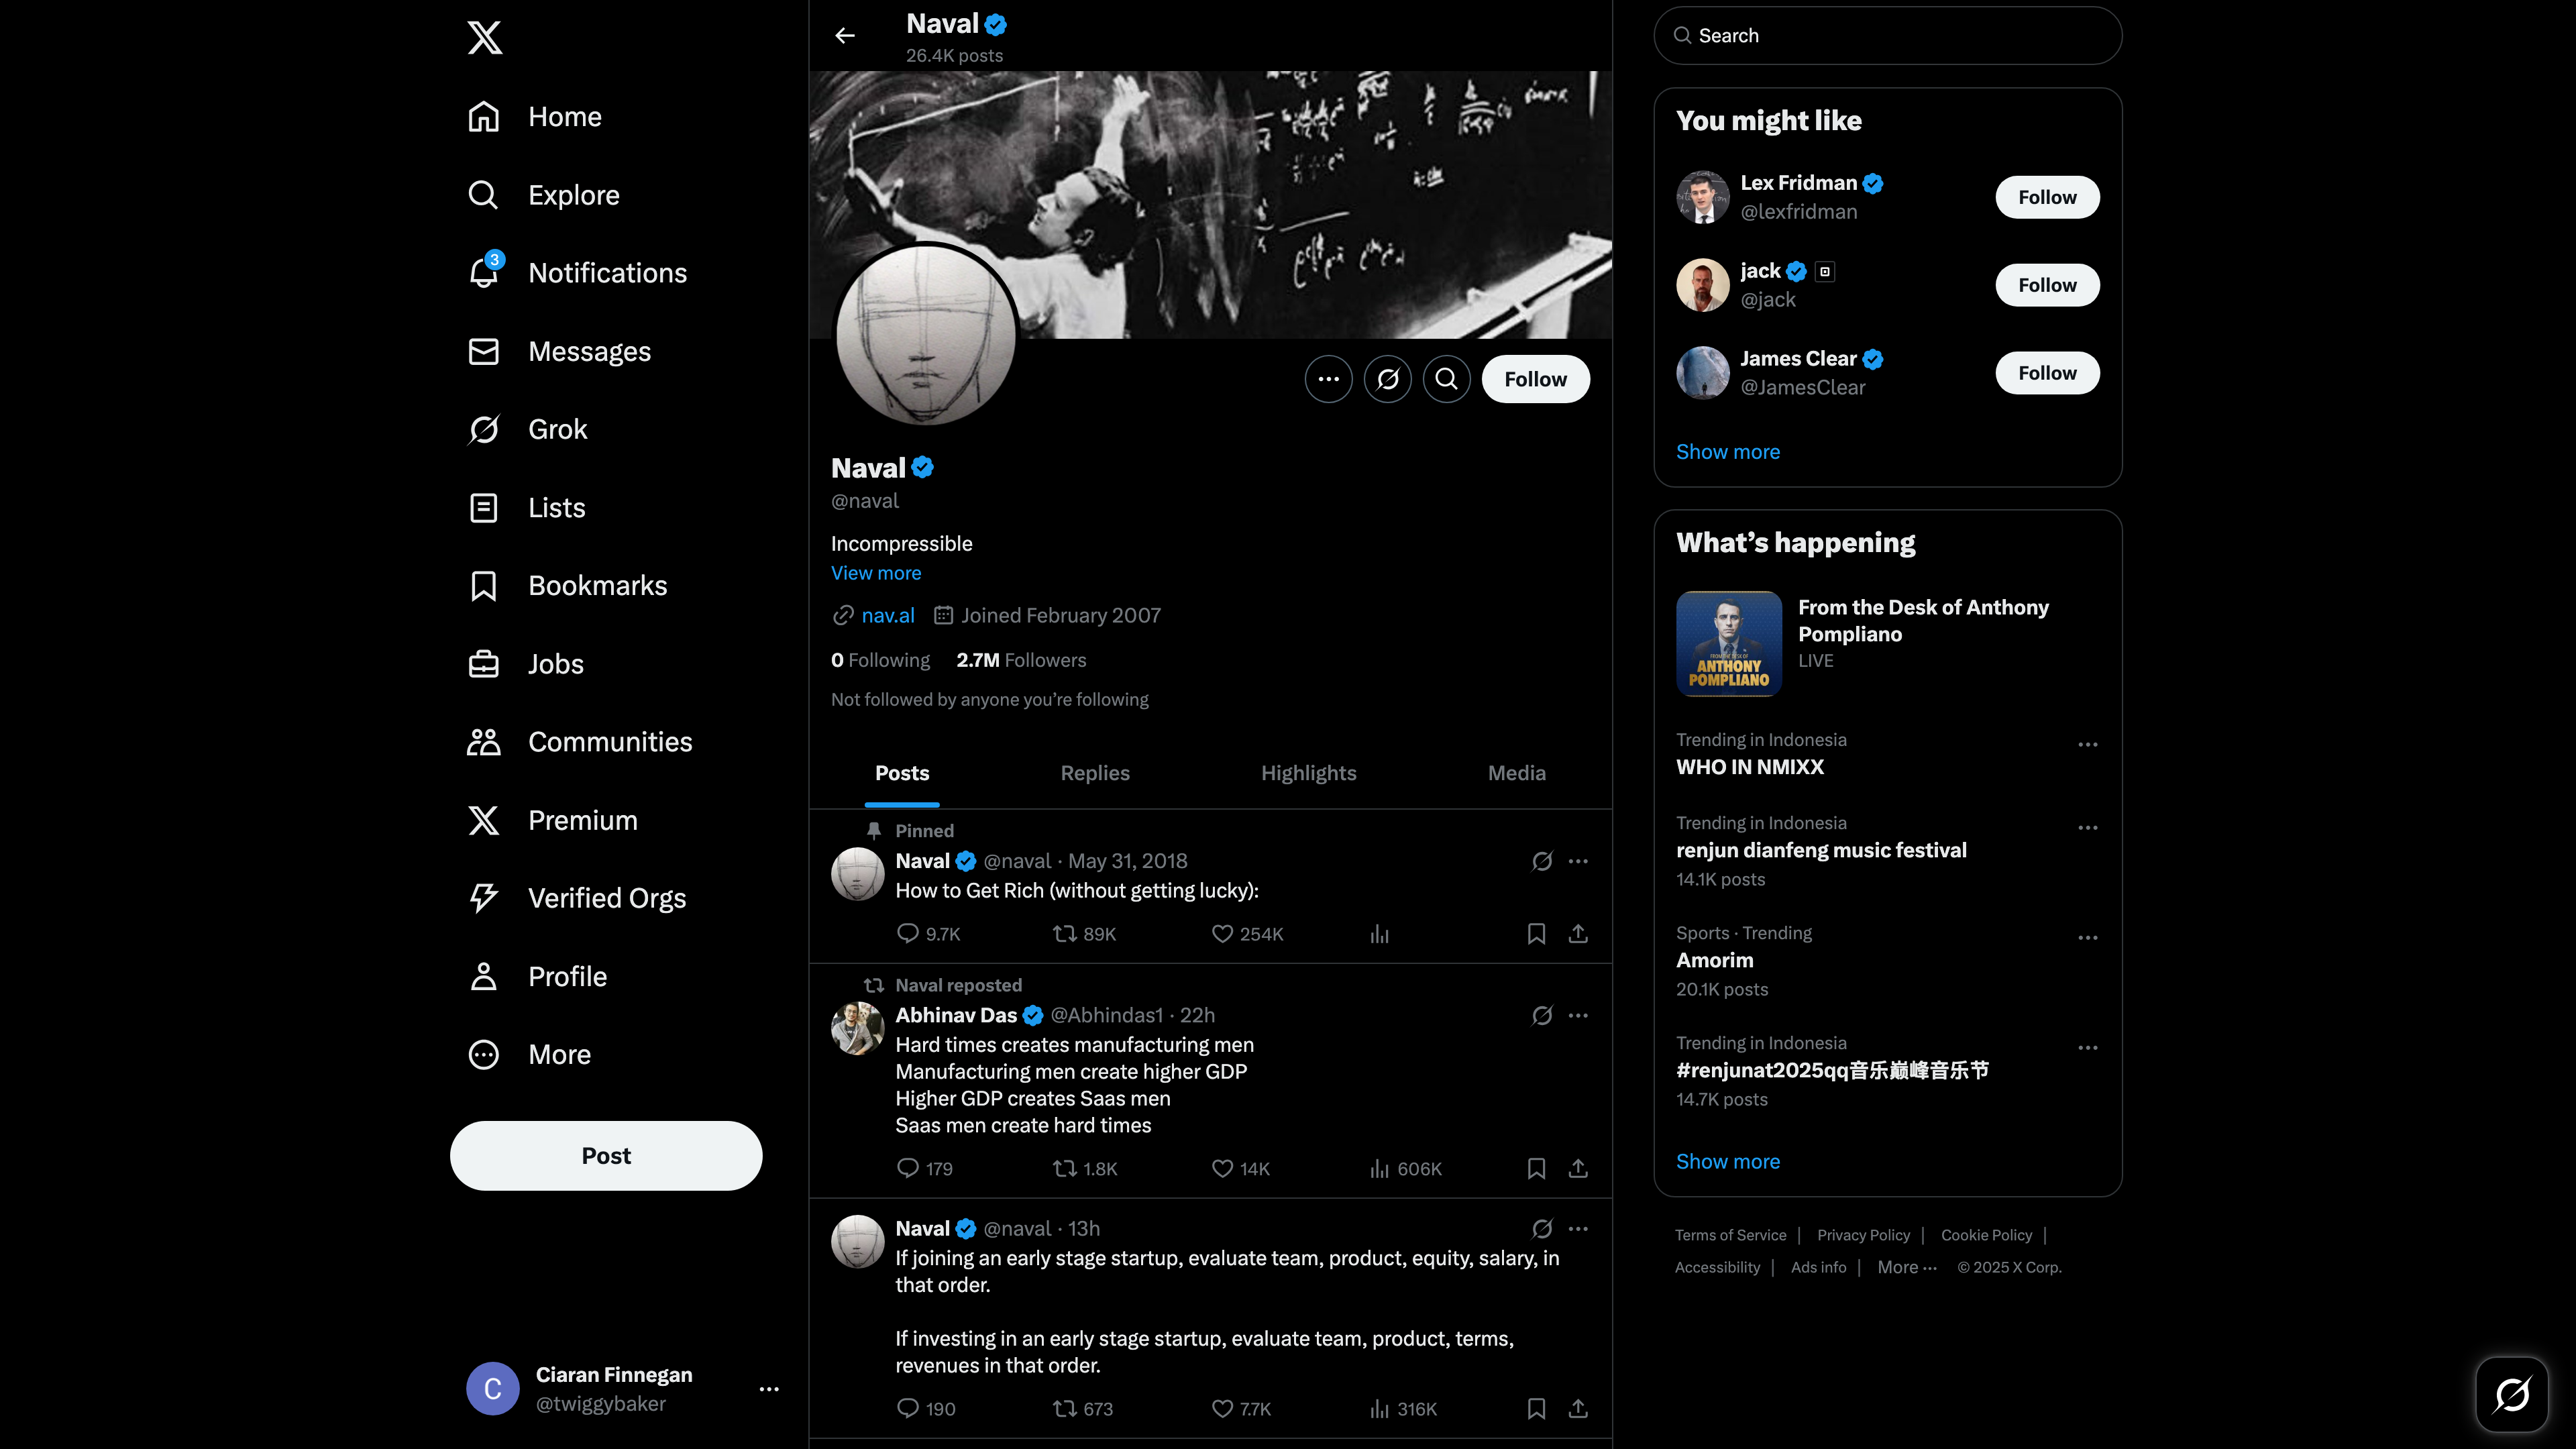 Home
Explore
3
Notifications
Messages
Grok
Lists
Bookmarks
Jobs
Communities
Premium
Verified Orgs
Profile
More
Post
C
Ciaran Finnegan
@twiggybaker
Naval
26.4K posts
Follow
Naval
@naval
Incompressible
View more
nav.al Joined February 2007
0 Following 2.7M Followers
Not followed by anyone you’re following
Posts Replies Highlights Media
Pinned
Naval @naval · May 31, 2018
How to Get Rich (without getting lucky):
9.7K 89K 254K
Naval reposted
Abhinav Das @Abhindas1 · 22h
Hard times creates manufacturing men
Manufacturing men create higher GDP
Higher GDP creates Saas men
Saas men create hard times
179 1.8K 14K 606K
Naval @naval · 13h
If joining an early stage startup, evaluate team, product, equity, salary, in
that order.
If investing in an early stage startup, evaluate team, product, terms,
revenues in that order.
190 673 7.7K 316K
Search
You might like
Lex Fridman
@lexfridman
Follow
jack
@jack
Follow
James Clear
@JamesClear
Follow
Show more
What’s happening
FROM THE DESK OF
ANTHONY
POMPLIANO
From the Desk of Anthony
Pompliano
LIVE
Trending in Indonesia
WHO IN NMIXX
Trending in Indonesia
renjun dianfeng music festival
14.1K posts
Sports · Trending
Amorim
20.1K posts
Trending in Indonesia
#renjunat2025qq音乐巅峰音乐节
14.7K posts
Show more
Terms of Service | Privacy Policy | Cookie Policy |
Accessibility | Ads info | More ··· © 2025 X Corp.